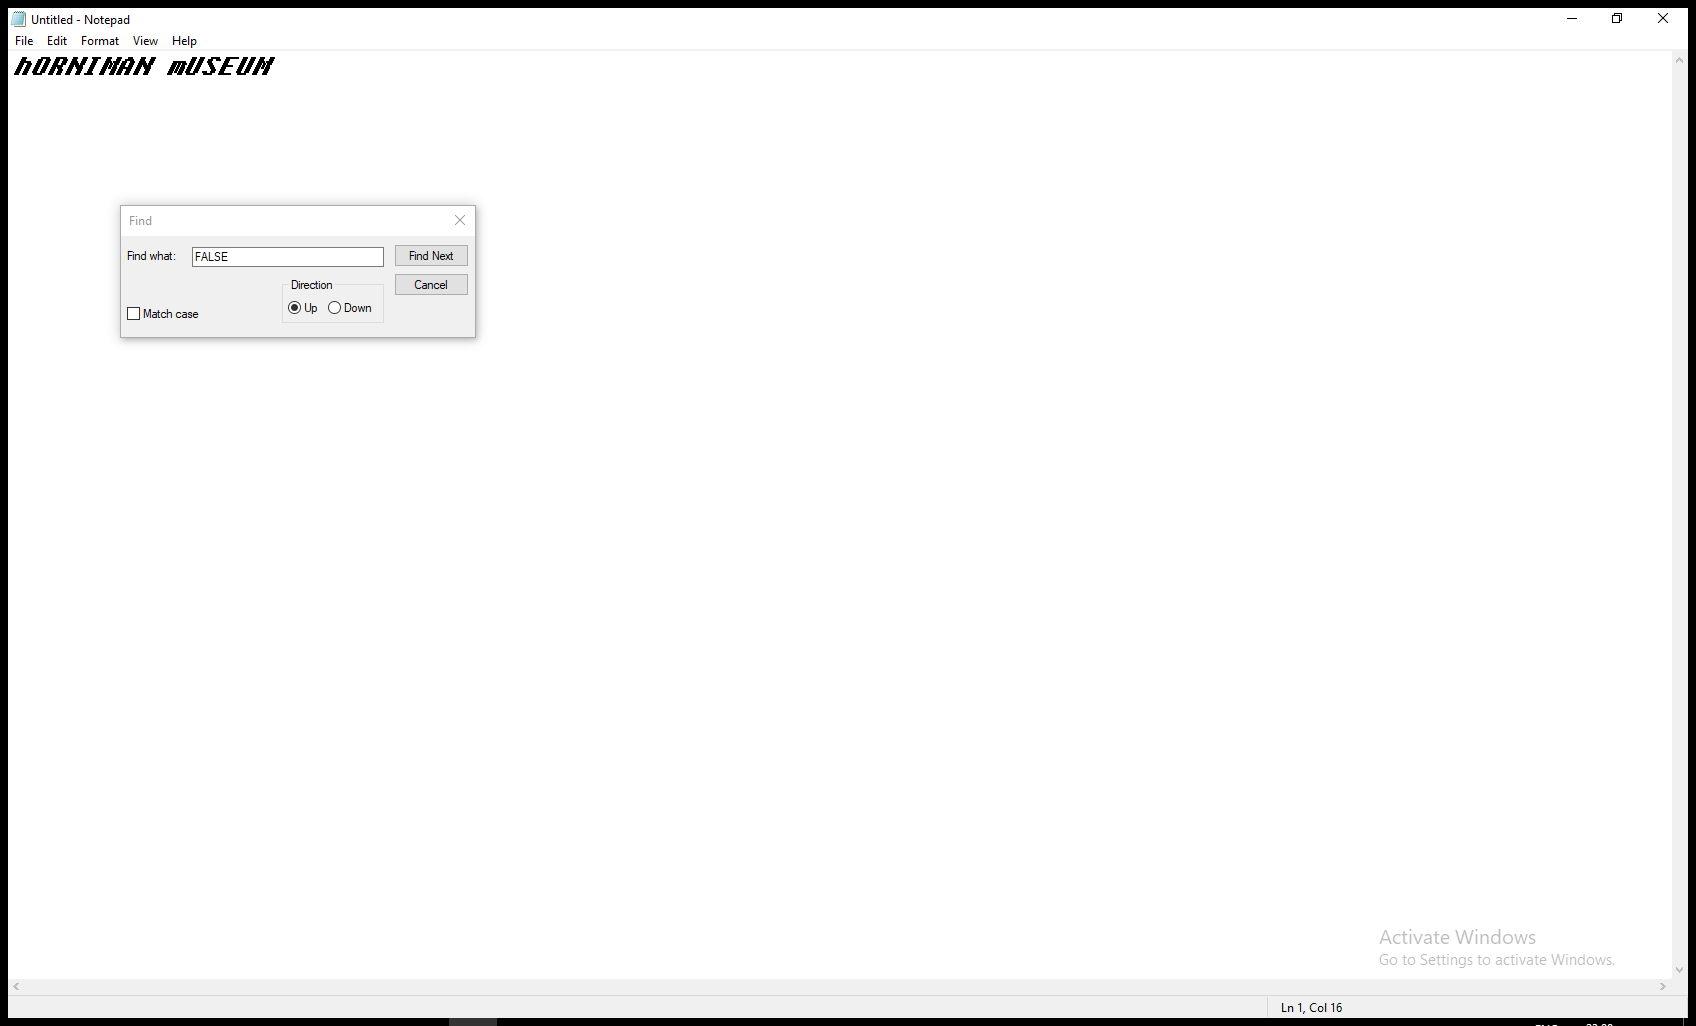 Untitled - Notepad
File Edit Format View Help
hORNIMAN mUSEUM
Find
Find what: FALSE Find Next
Direction Cancel
Up Down
Match case
Activate Windows
Go to Settings to activate Windows.
Ln 1, Col 16